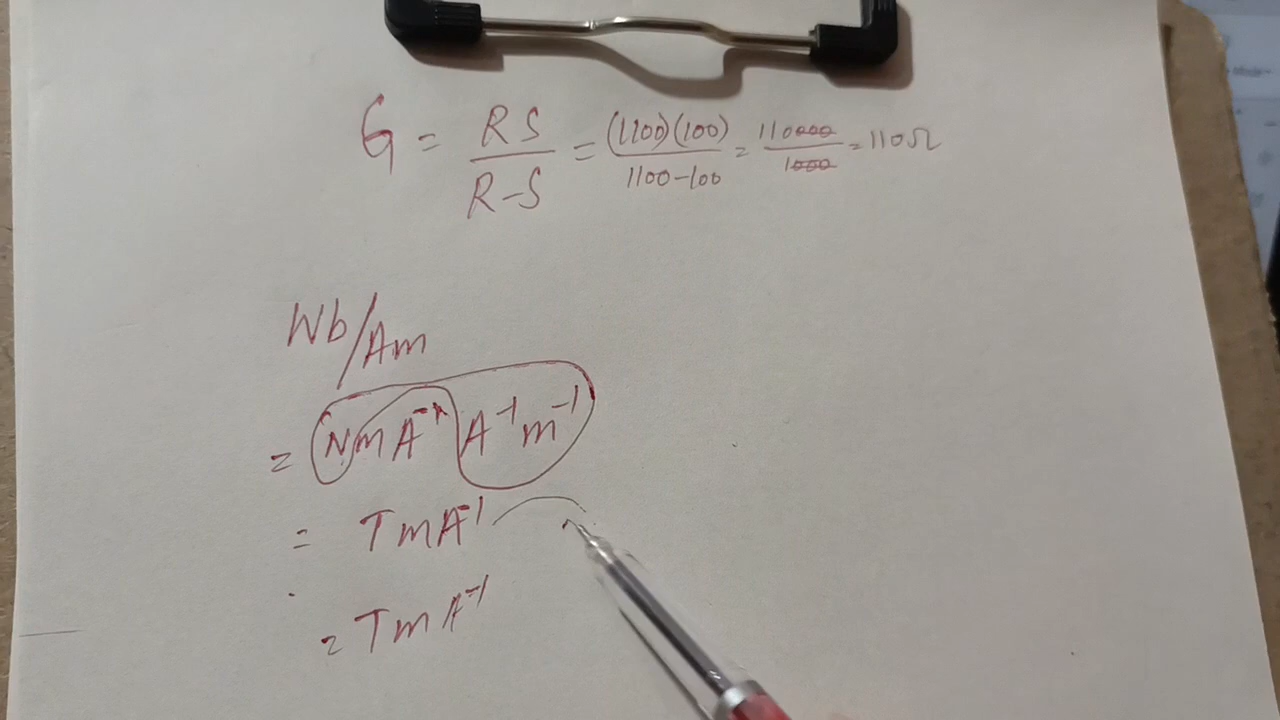 G = RS / R-S = (1100)(100) / 1100-100 = 110000 / 1000 = 110Ω
Wb/Am
= NmA⁻¹ A⁻¹m⁻¹
= TmA⁻¹
= TmA⁻¹